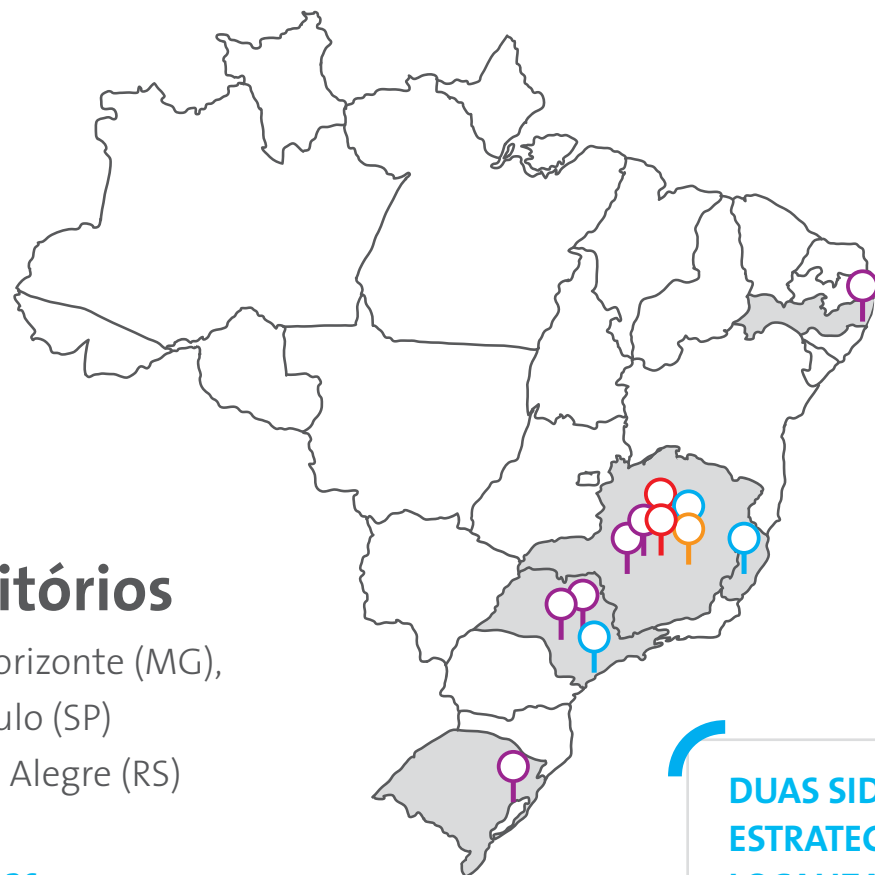 itórios
orizonte (MG),
ulo (SP)
Alegre (RS)
DUAS SID
ESTRATEG